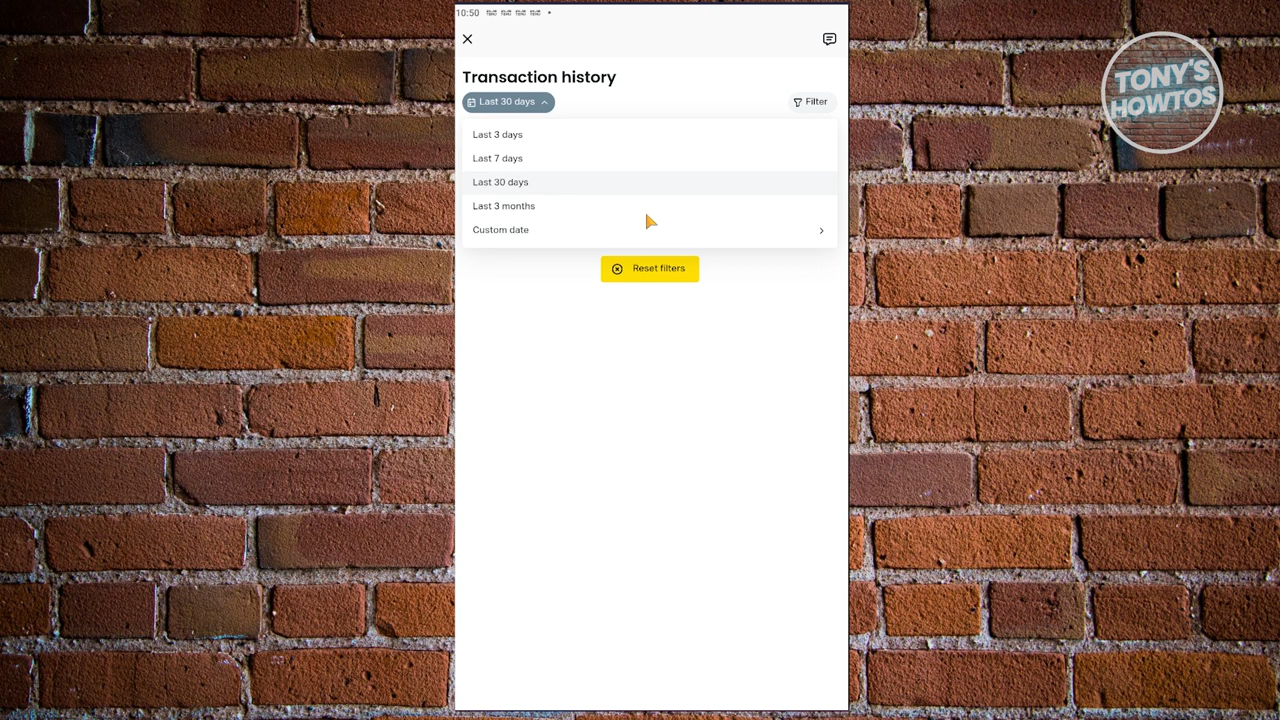 10:50
Transaction history
Last 30 days
Filter
Last 3 days
Last 7 days
Last 30 days
Last 3 months
Custom date
Reset filters
TONY'S
HOWTOS